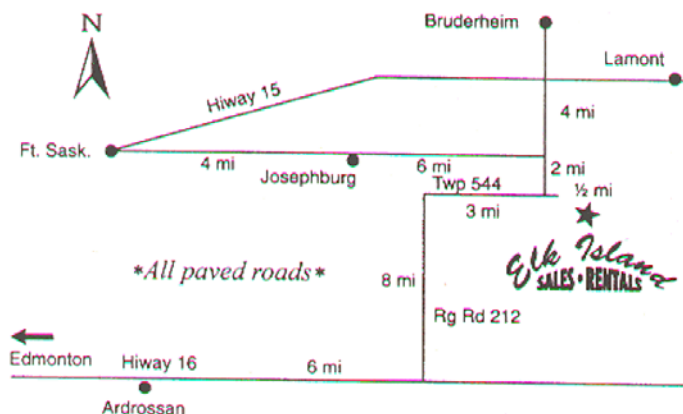 N
Bruderheim
Lamont
Hiway 15
4 mi
Ft. Sask.
4 mi
6 mi
2 mi
Josephburg
Twp 544
½ mi
3 mi
*All paved roads*
Elk Island
SALES • RENTALS
8 mi
Rg Rd 212
Edmonton
Hiway 16
6 mi
Ardrossan